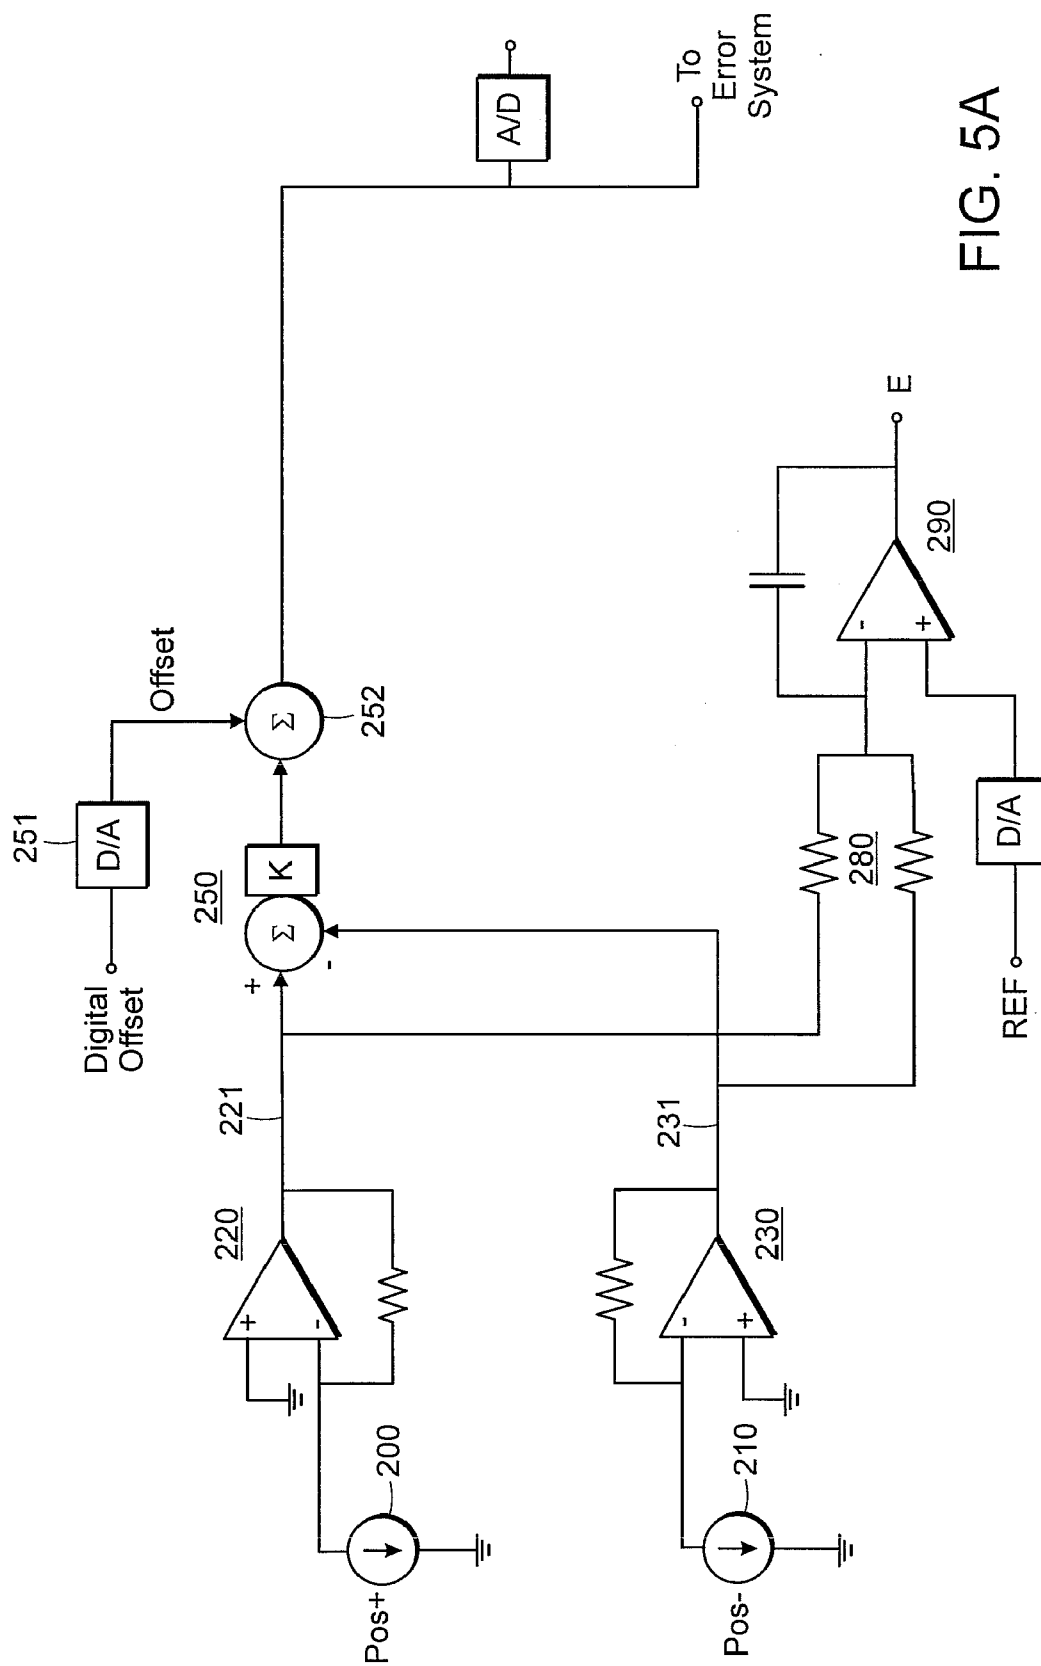 251
D/A
Digital
Offset
Offset
Σ
252
250
Σ
K
+
-
221
220
+
-
Pos+
200
A/D
To
Error
System
231
230
-
+
Pos-
210
280
290
-
+
E
D/A
REF
FIG. 5A